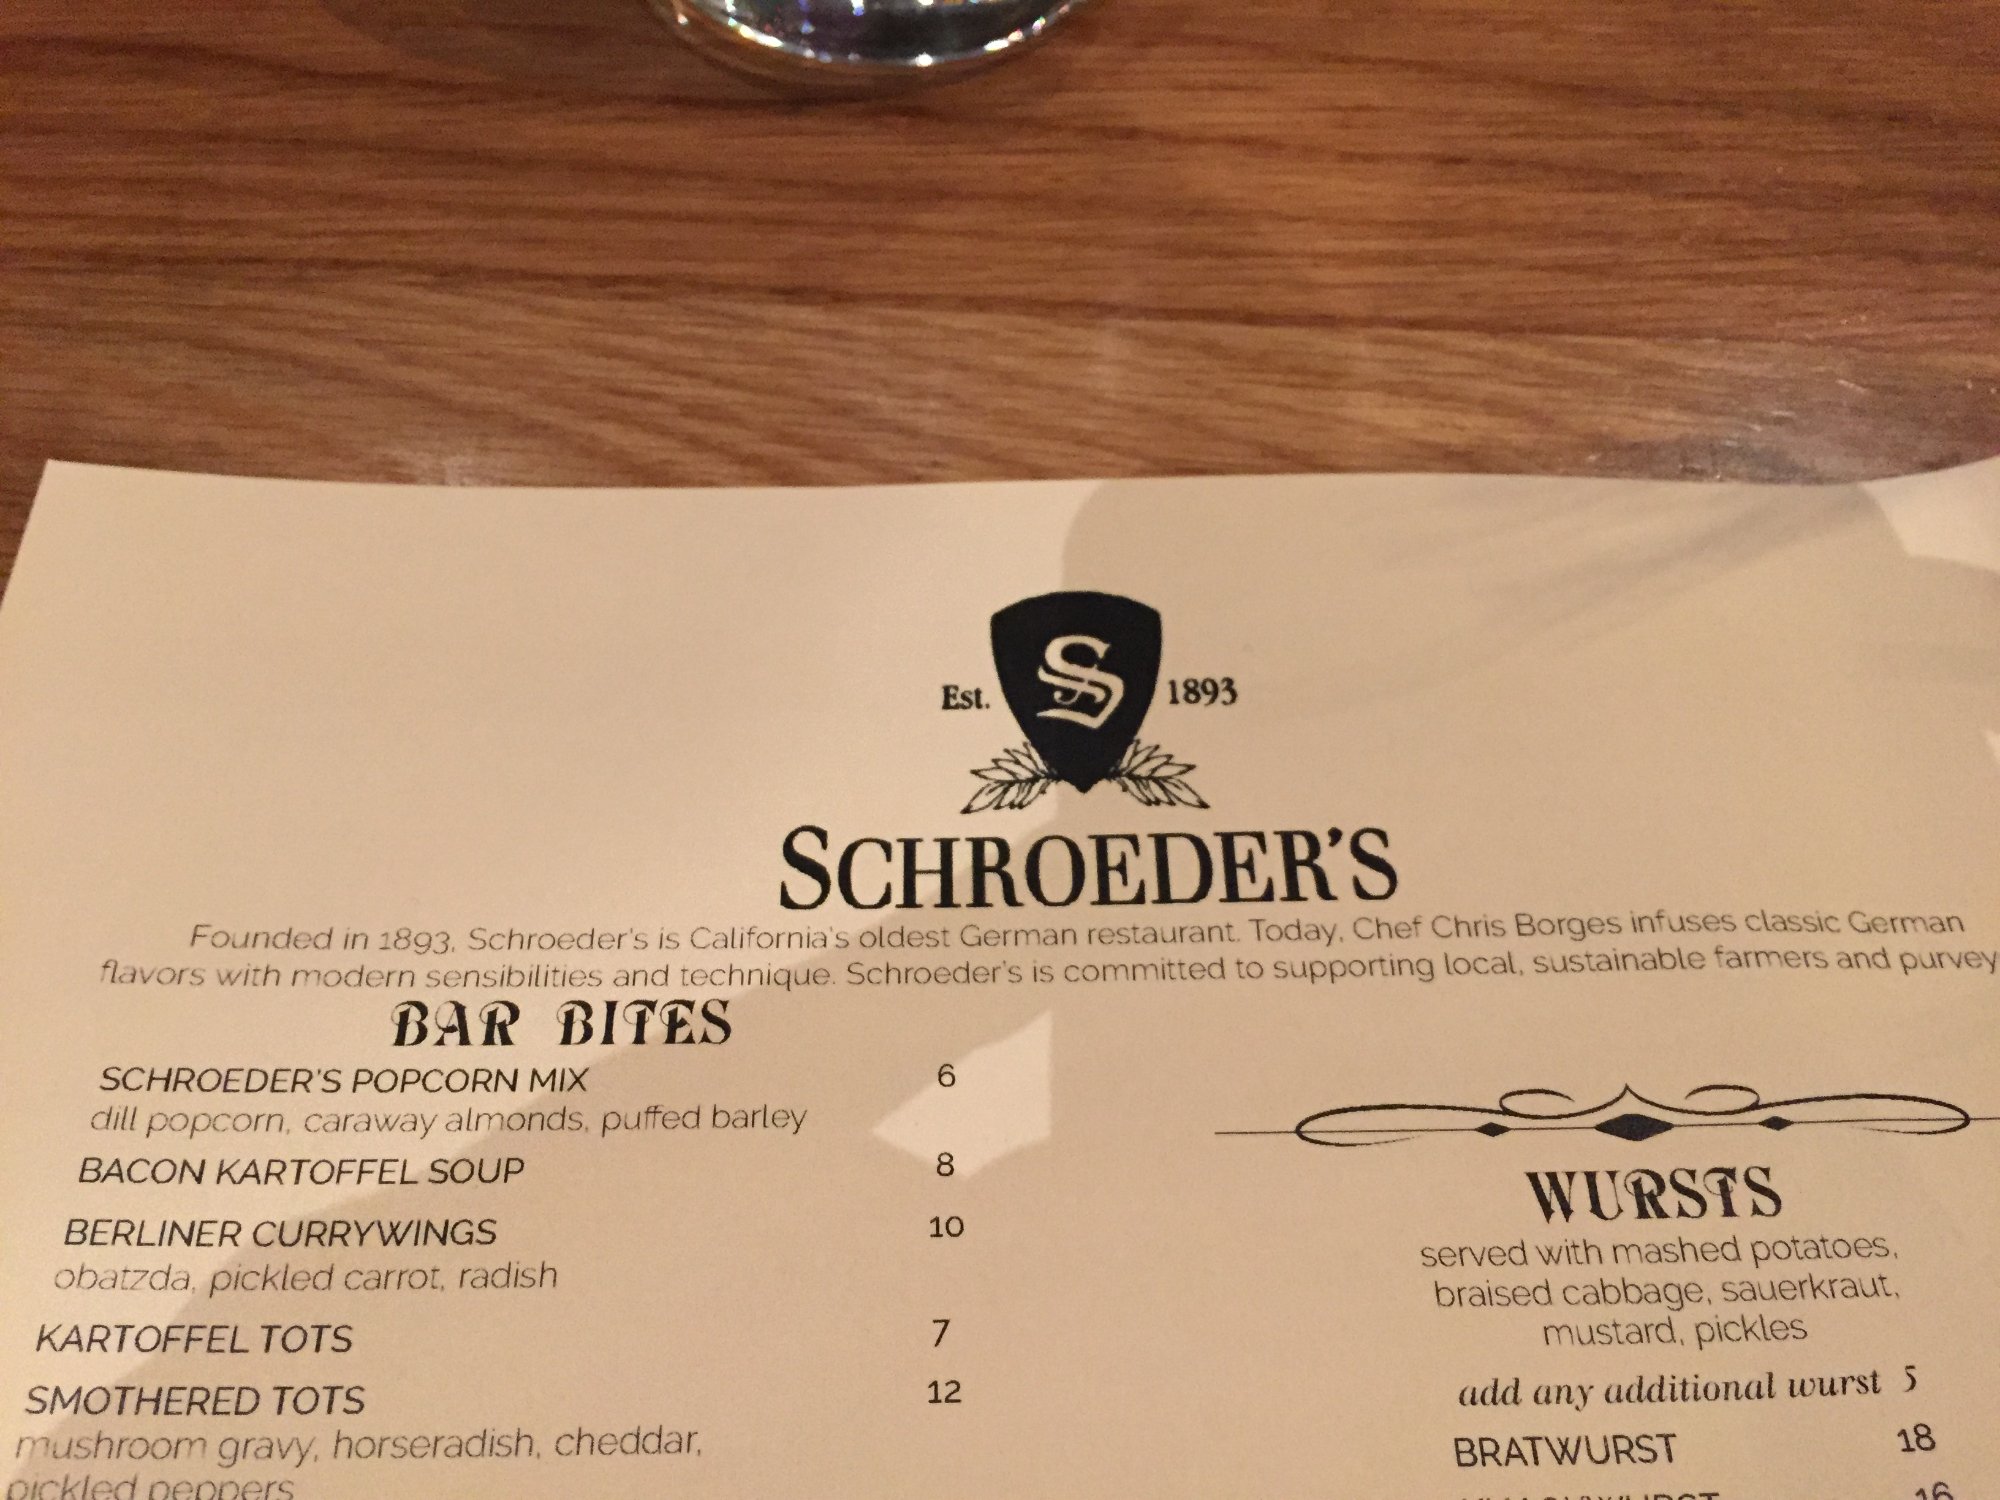 S
Est. 1893
SCHROEDER'S
Founded in 1893, Schroeder's is California's oldest German restaurant. Today, Chef Chris Borges infuses classic German
flavors with modern sensibilities and technique. Schroeder's is committed to supporting local, sustainable farmers and purvey
BAR BITES
SCHROEDER'S POPCORN MIX 6
dill popcorn, caraway almonds, puffed barley
BACON KARTOFFEL SOUP 8
BERLINER CURRYWINGS 10
obatzda, pickled carrot, radish
KARTOFFEL TOTS 7
SMOTHERED TOTS 12
mushroom gravy, horseradish, cheddar,
pickled peppers
WURSTS
served with mashed potatoes,
braised cabbage, sauerkraut,
mustard, pickles
add any additional wurst 5
BRATWURST 18
16